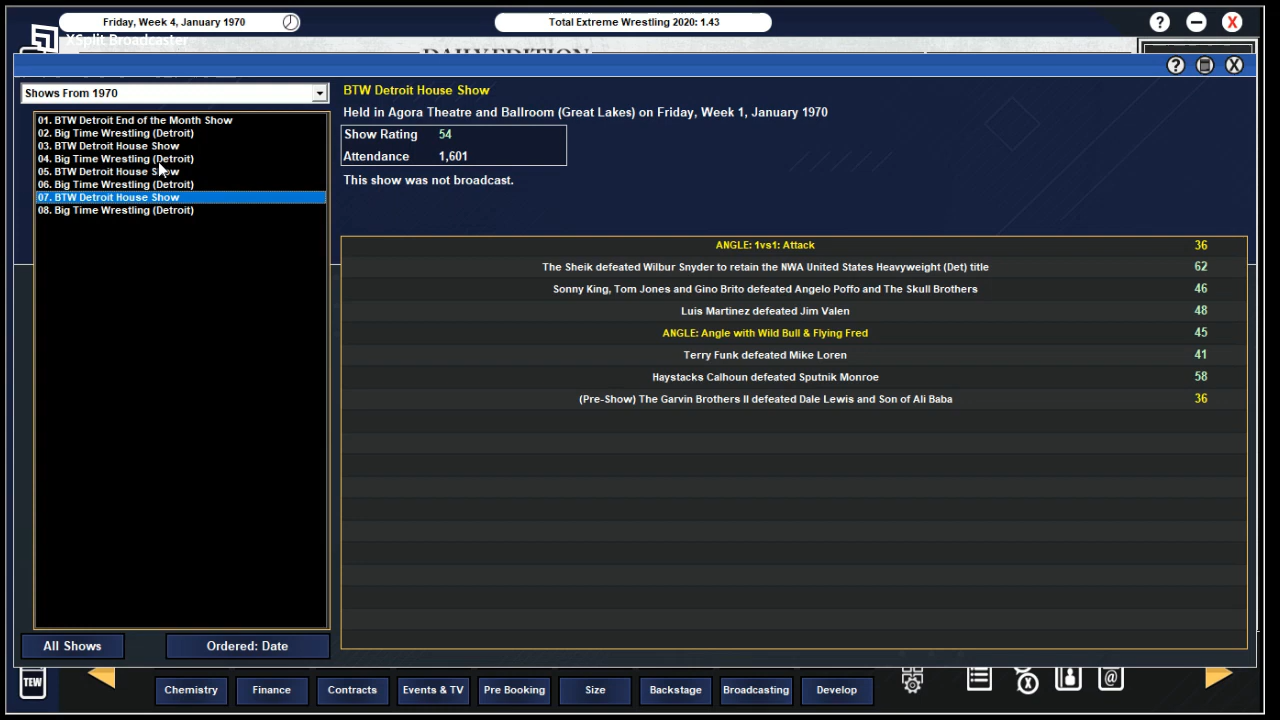 Friday, Week 4, January 1970
Total Extreme Wrestling 2020: 1.43
XSplit Broadcaster
DAILY EDITION
Shows From 1970
01. BTW Detroit End of the Month Show
02. Big Time Wrestling (Detroit)
03. BTW Detroit House Show
04. Big Time Wrestling (Detroit)
05. BTW Detroit House Show
06. Big Time Wrestling (Detroit)
07. BTW Detroit House Show
08. Big Time Wrestling (Detroit)
All Shows
Ordered: Date
BTW Detroit House Show
Held in Agora Theatre and Ballroom (Great Lakes) on Friday, Week 1, January 1970
Show Rating 54
Attendance 1,601
This show was not broadcast.
ANGLE: 1vs1: Attack 36
The Sheik defeated Wilbur Snyder to retain the NWA United States Heavyweight (Det) title 62
Sonny King, Tom Jones and Gino Brito defeated Angelo Poffo and The Skull Brothers 46
Luis Martinez defeated Jim Valen 48
ANGLE: Angle with Wild Bull & Flying Fred 45
Terry Funk defeated Mike Loren 41
Haystacks Calhoun defeated Sputnik Monroe 58
(Pre-Show) The Garvin Brothers II defeated Dale Lewis and Son of Ali Baba 36
TEW
Chemistry
Finance
Contracts
Events & TV
Pre Booking
Size
Backstage
Broadcasting
Develop